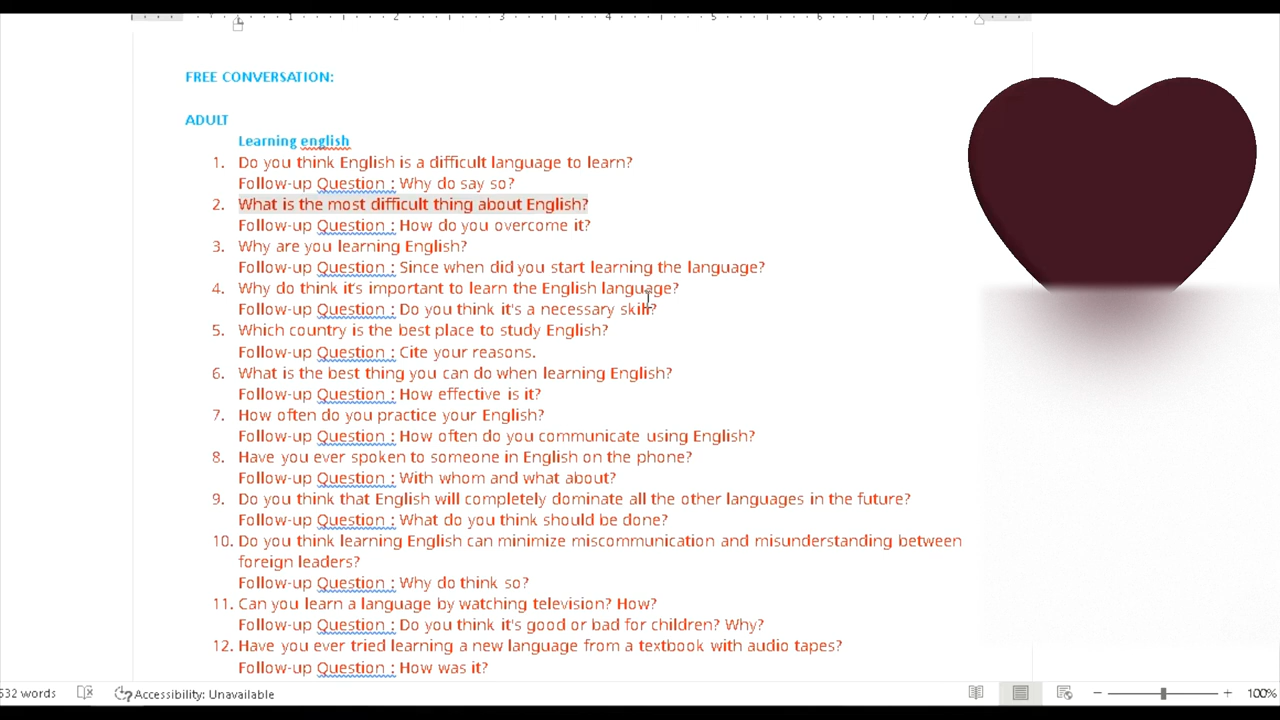 1 2 3 4 5 6 7
FREE CONVERSATION:
ADULT
Learning english
1. Do you think English is a difficult language to learn?
Follow-up Question : Why do say so?
2. What is the most difficult thing about English?
Follow-up Question : How do you overcome it?
3. Why are you learning English?
Follow-up Question : Since when did you start learning the language?
4. Why do think it's important to learn the English language?
Follow-up Question : Do you think it's a necessary skill?
5. Which country is the best place to study English?
Follow-up Question : Cite your reasons.
6. What is the best thing you can do when learning English?
Follow-up Question : How effective is it?
7. How often do you practice your English?
Follow-up Question : How often do you communicate using English?
8. Have you ever spoken to someone in English on the phone?
Follow-up Question : With whom and what about?
9. Do you think that English will completely dominate all the other languages in the future?
Follow-up Question : What do you think should be done?
10. Do you think learning English can minimize miscommunication and misunderstanding between
foreign leaders?
Follow-up Question : Why do think so?
11. Can you learn a language by watching television? How?
Follow-up Question : Do you think it's good or bad for children? Why?
12. Have you ever tried learning a new language from a textbook with audio tapes?
Follow-up Question : How was it?
532 words Accessibility: Unavailable 100%